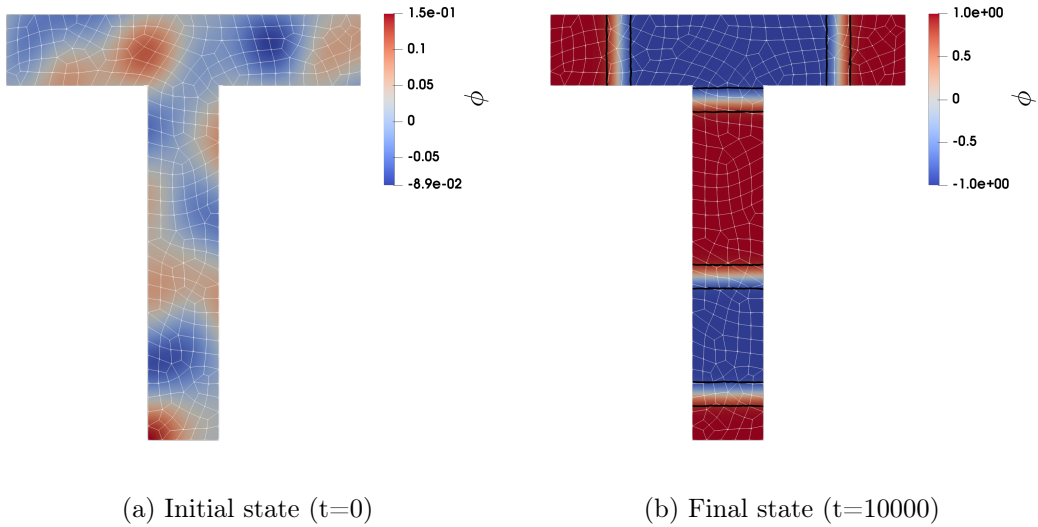 1.5e-01
0.1
0.05
0
-0.05
-8.9e-02
ϕ
1.0e+00
0.5
0
-0.5
-1.0e+00
ϕ
(a) Initial state (t=0)
(b) Final state (t=10000)